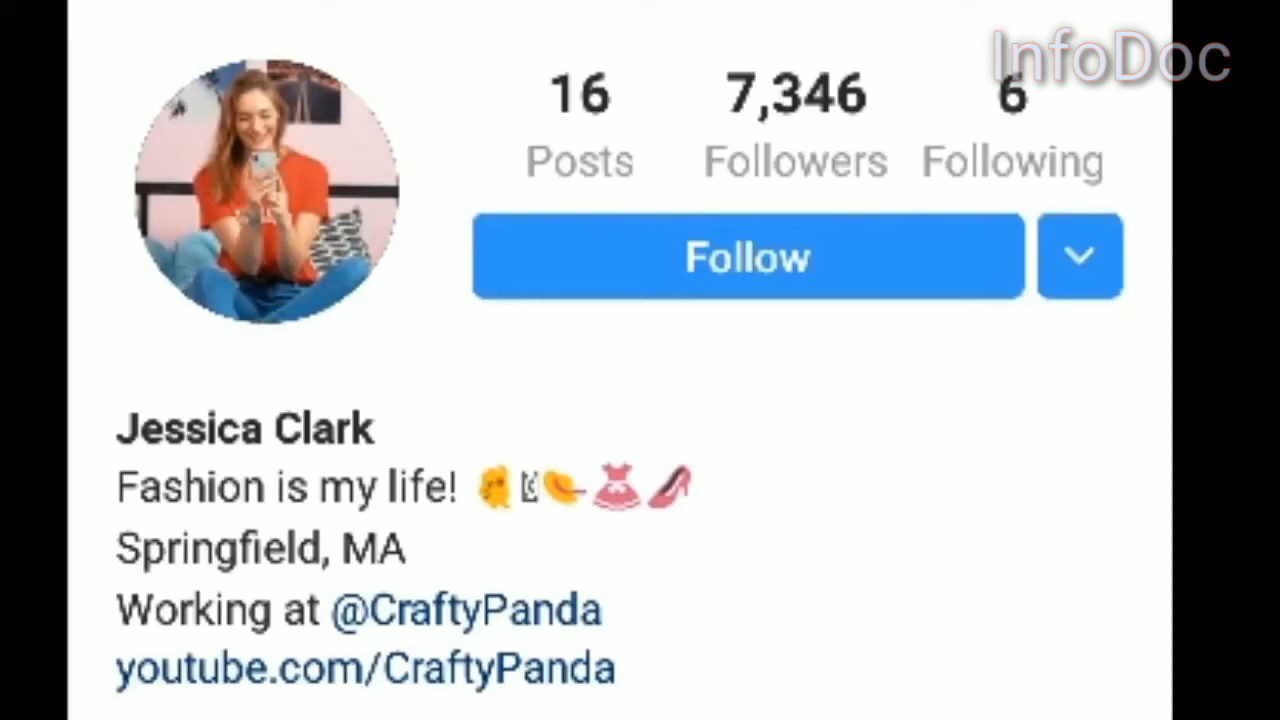 InfoDoc
16 7,346 6
Posts Followers Following
Follow
Jessica Clark
Fashion is my life!
Springfield, MA
Working at @CraftyPanda
youtube.com/CraftyPanda